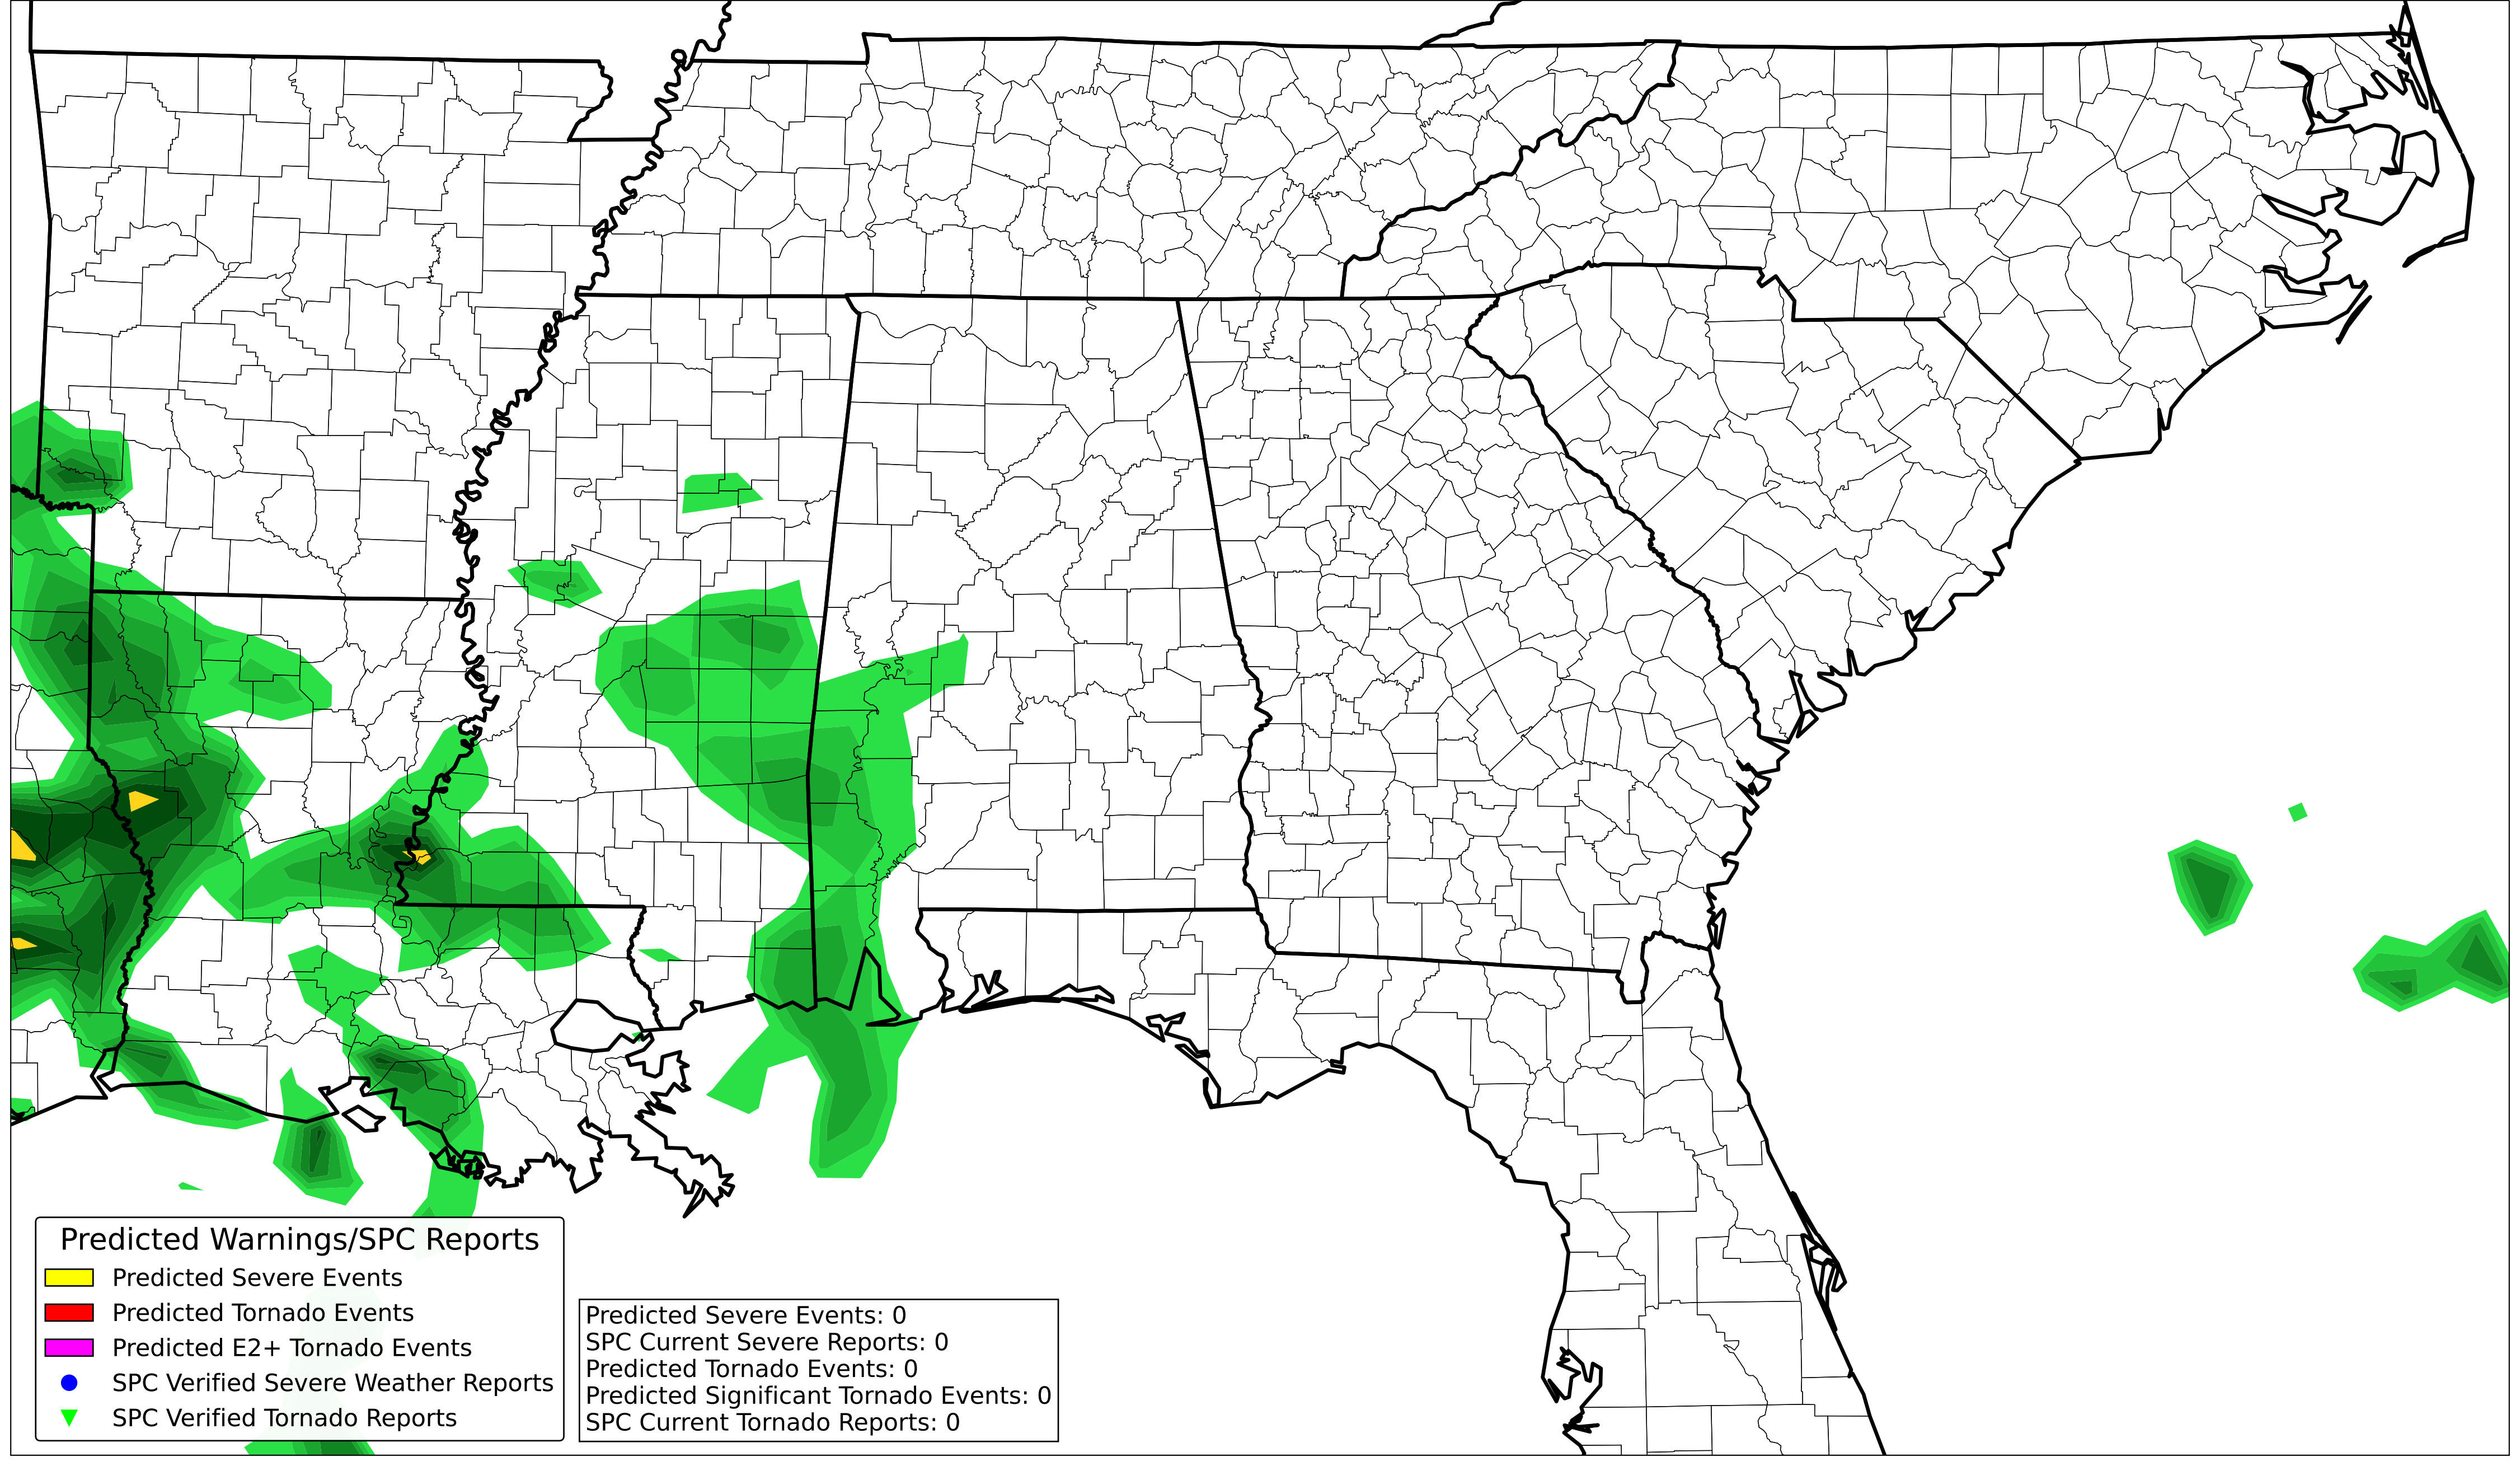 Predicted Warnings/SPC Reports
Predicted Severe Events
Predicted Tornado Events
Predicted E2+ Tornado Events
SPC Verified Severe Weather Reports
SPC Verified Tornado Reports
Predicted Severe Events: 0
SPC Current Severe Reports: 0
Predicted Tornado Events: 0
Predicted Significant Tornado Events: 0
SPC Current Tornado Reports: 0